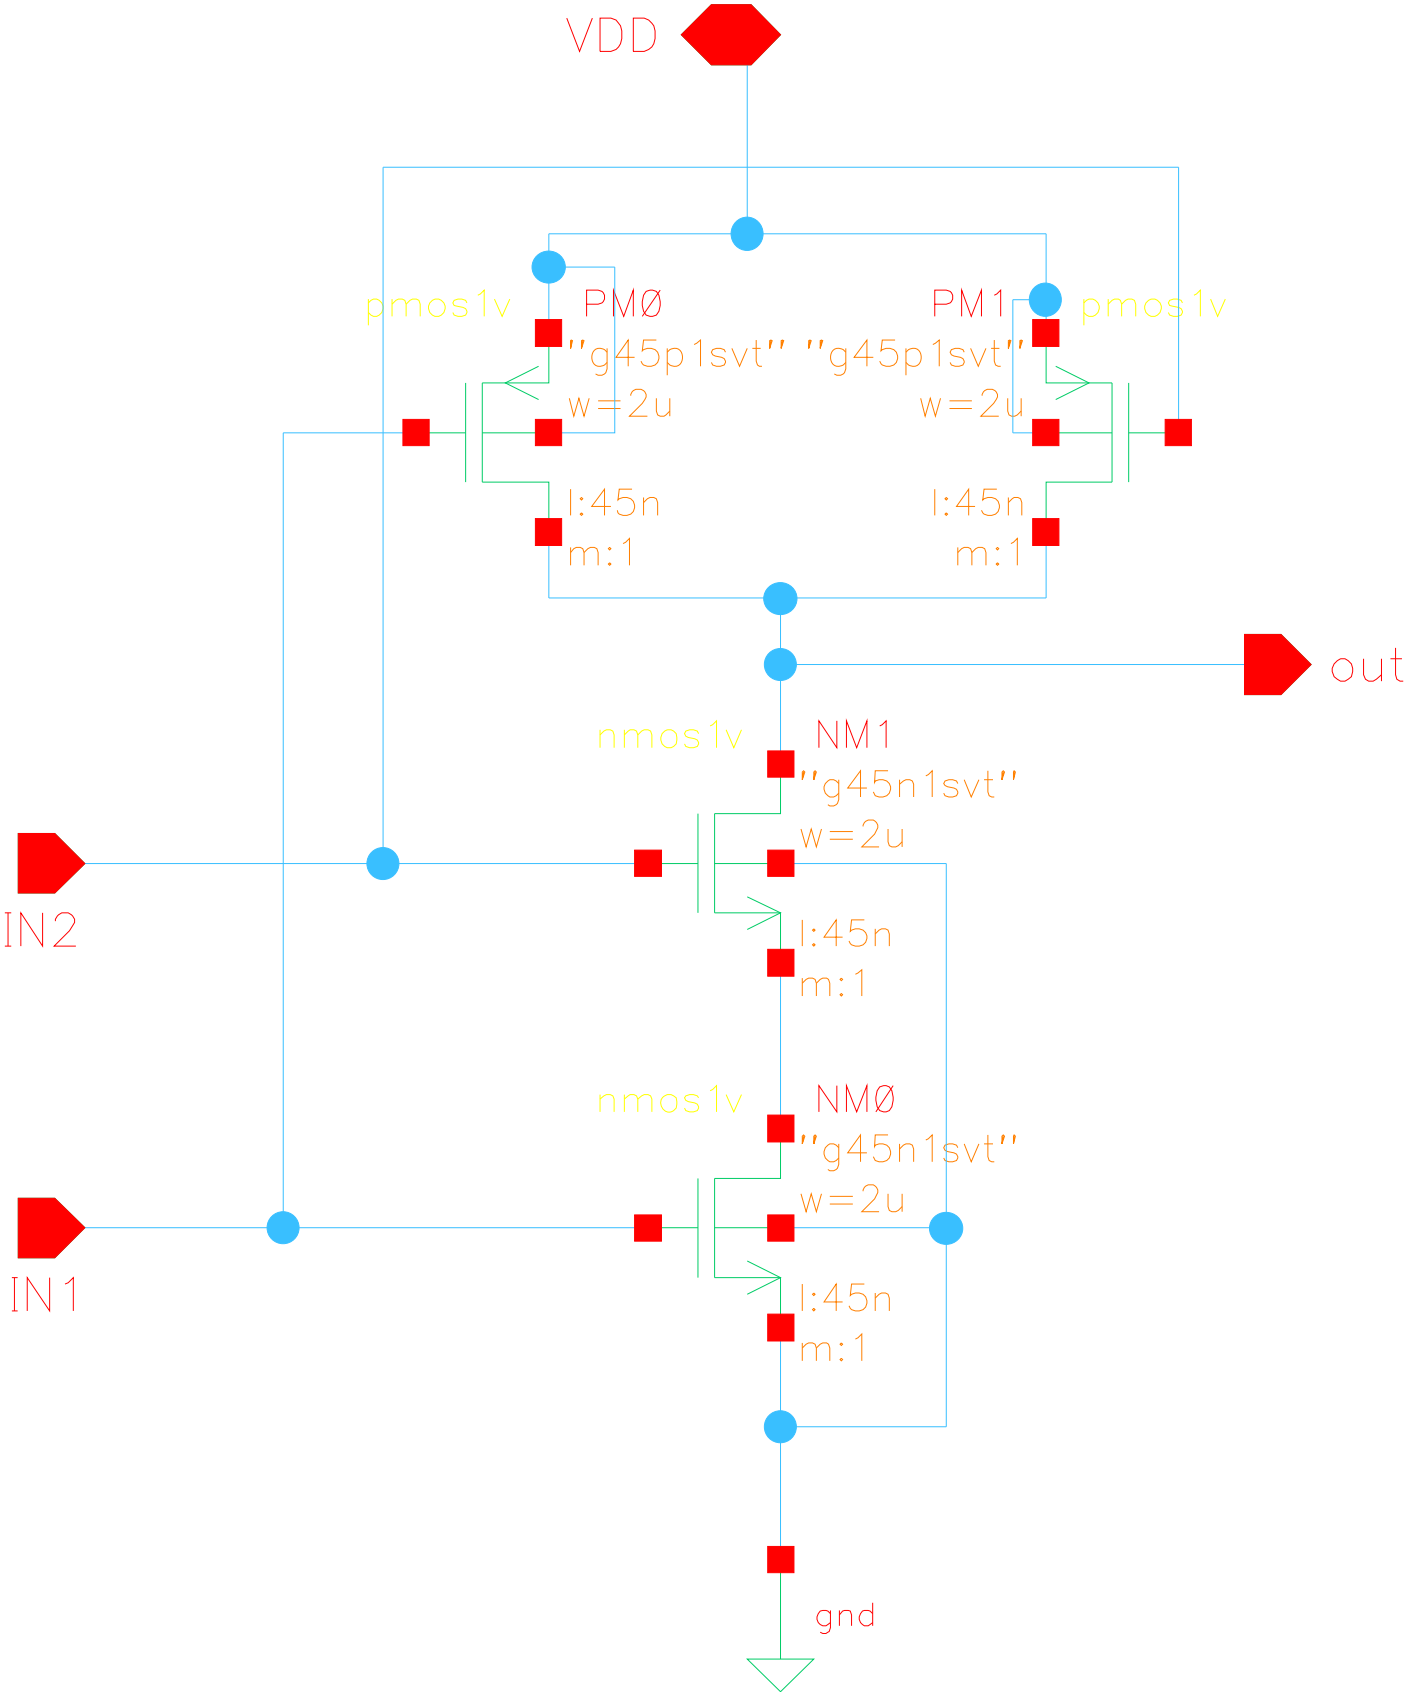 VDD
pmos1v PM0 PM1 pmos1v
"g45p1svt" "g45p1svt"
w=2u w=2u
l:45n l:45n
m:1 m:1
out
nmos1v NM1
"g45n1svt"
w=2u
IN2 l:45n
m:1
nmos1v NM0
"g45n1svt"
w=2u
IN1 l:45n
m:1
gnd